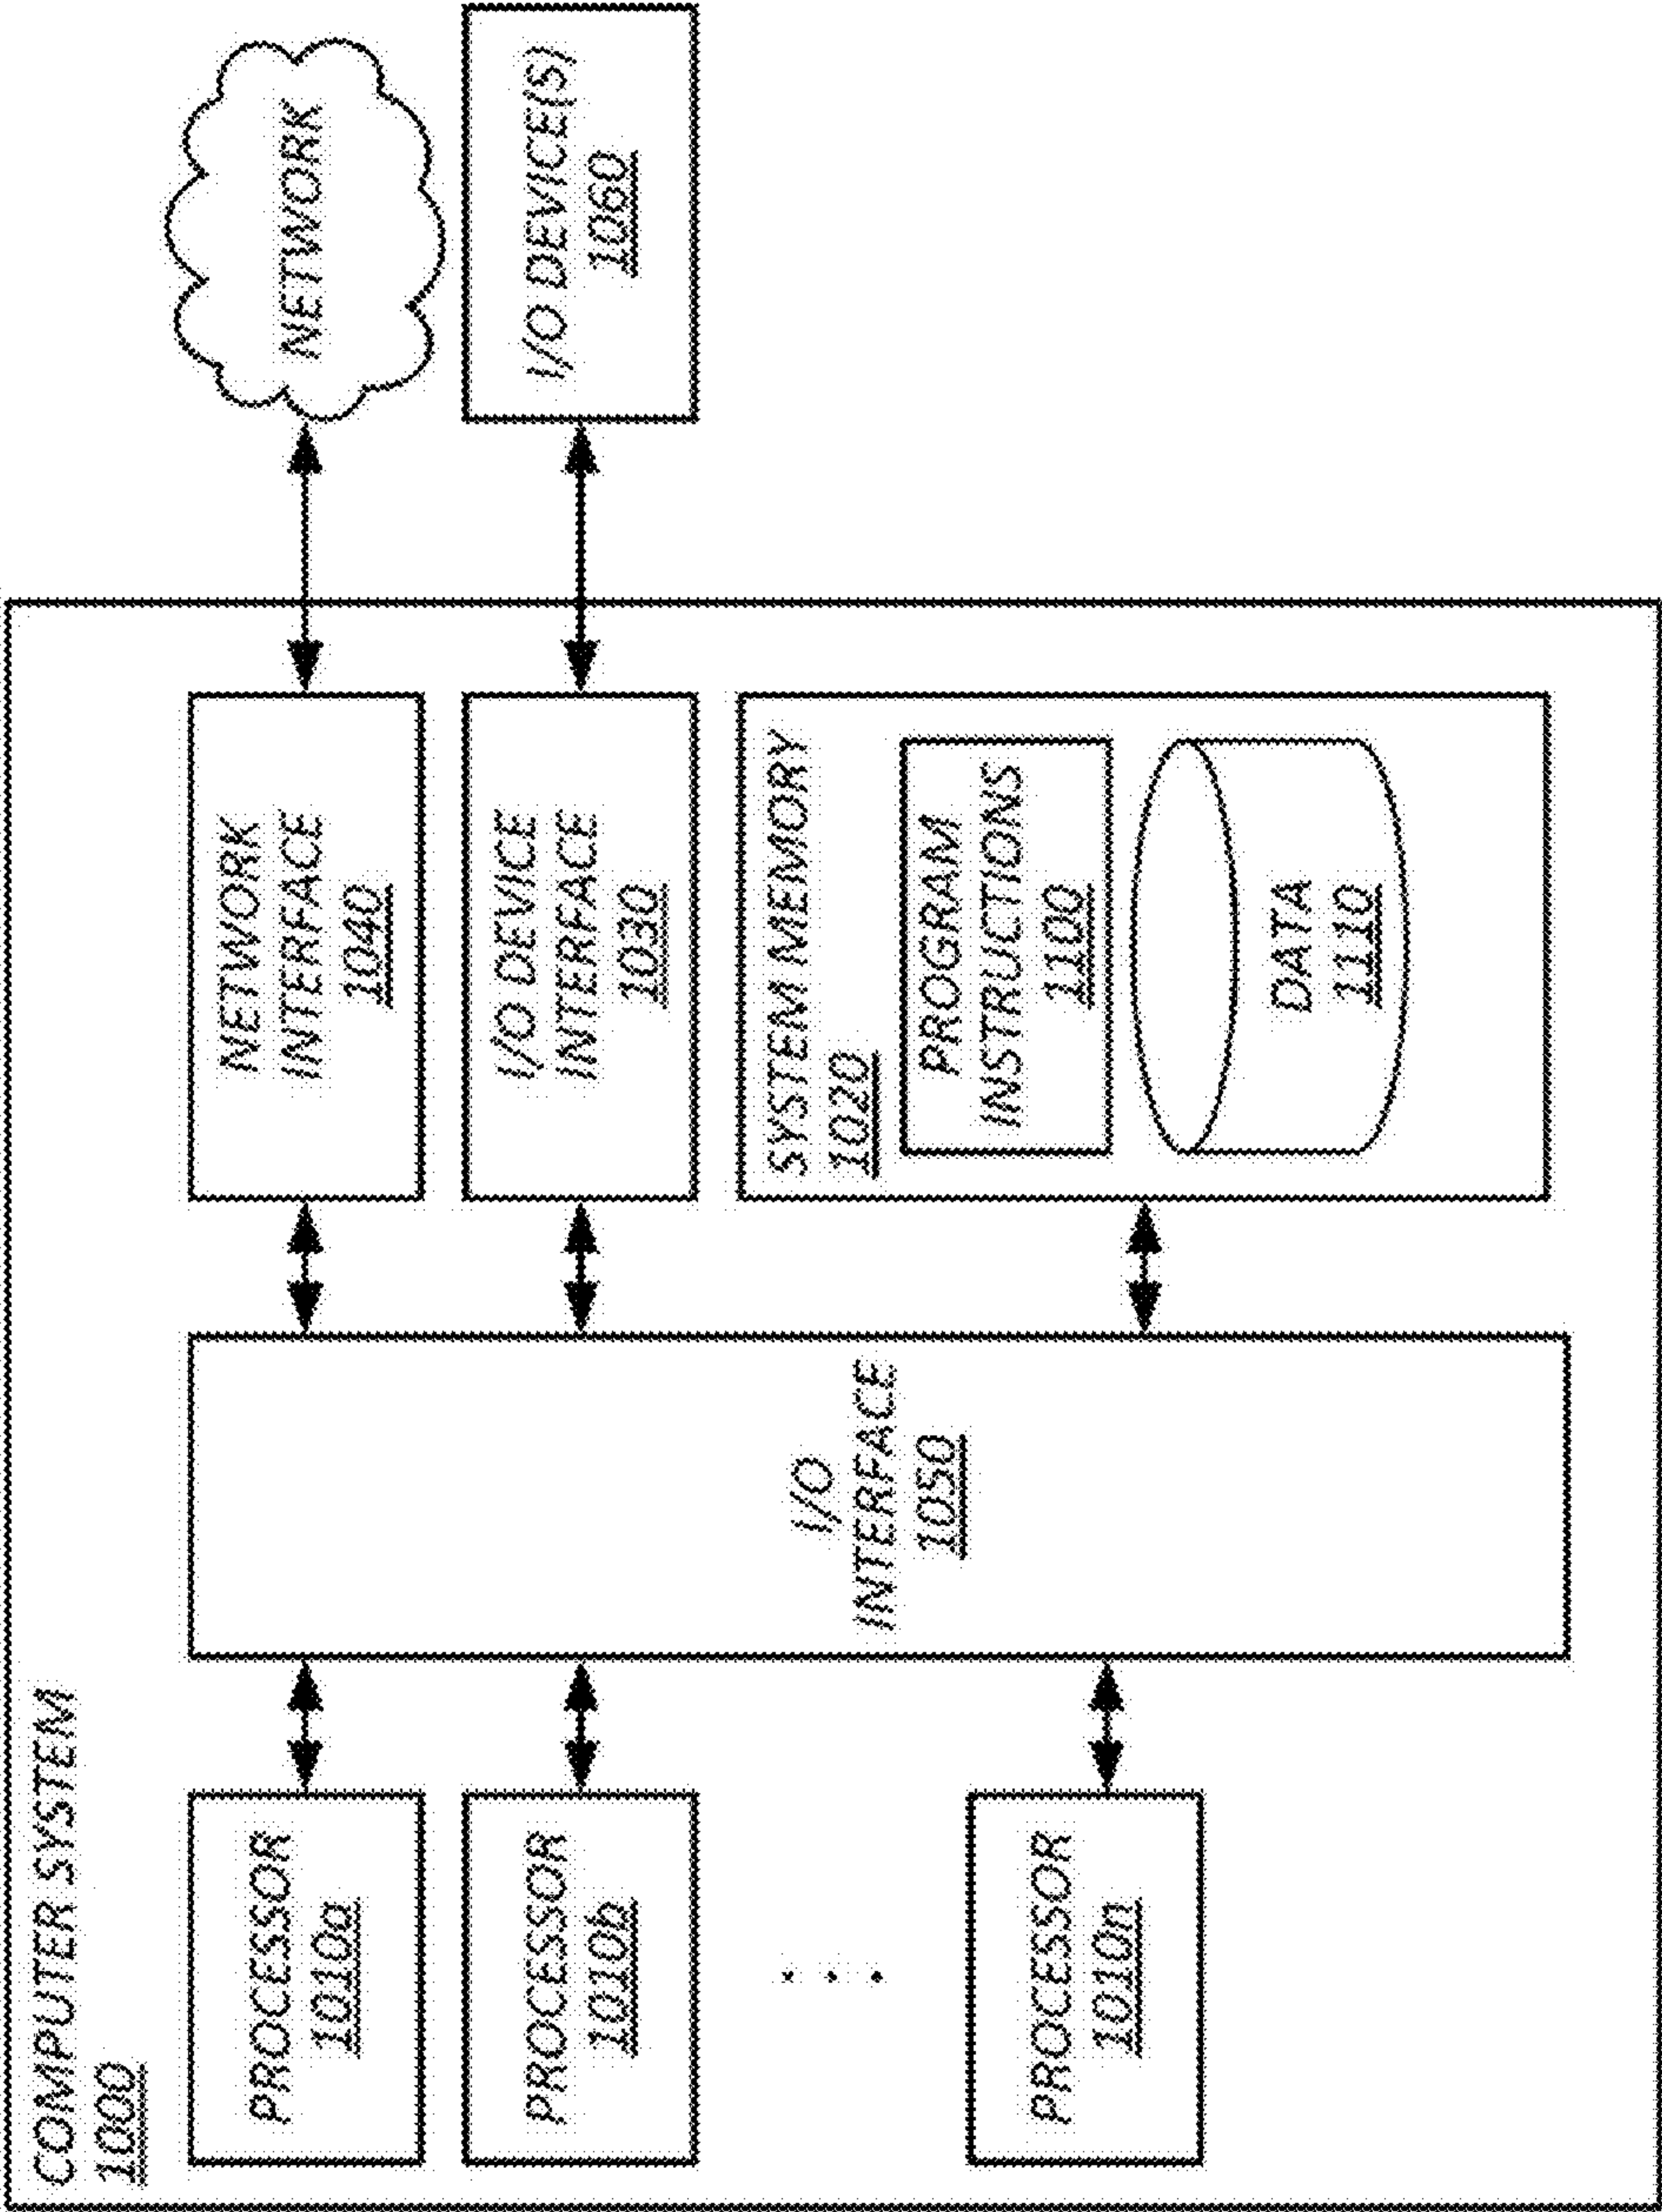 COMPUTER SYSTEM
1000
PROCESSOR
1010a
PROCESSOR
1010b
. . .
PROCESSOR
1010n
I/O
INTERFACE
1050
NETWORK
INTERFACE
1040
I/O DEVICE
INTERFACE
1030
SYSTEM MEMORY
1020
PROGRAM
INSTRUCTIONS
1100
DATA
1110
NETWORK
I/O DEVICE(S)
1060